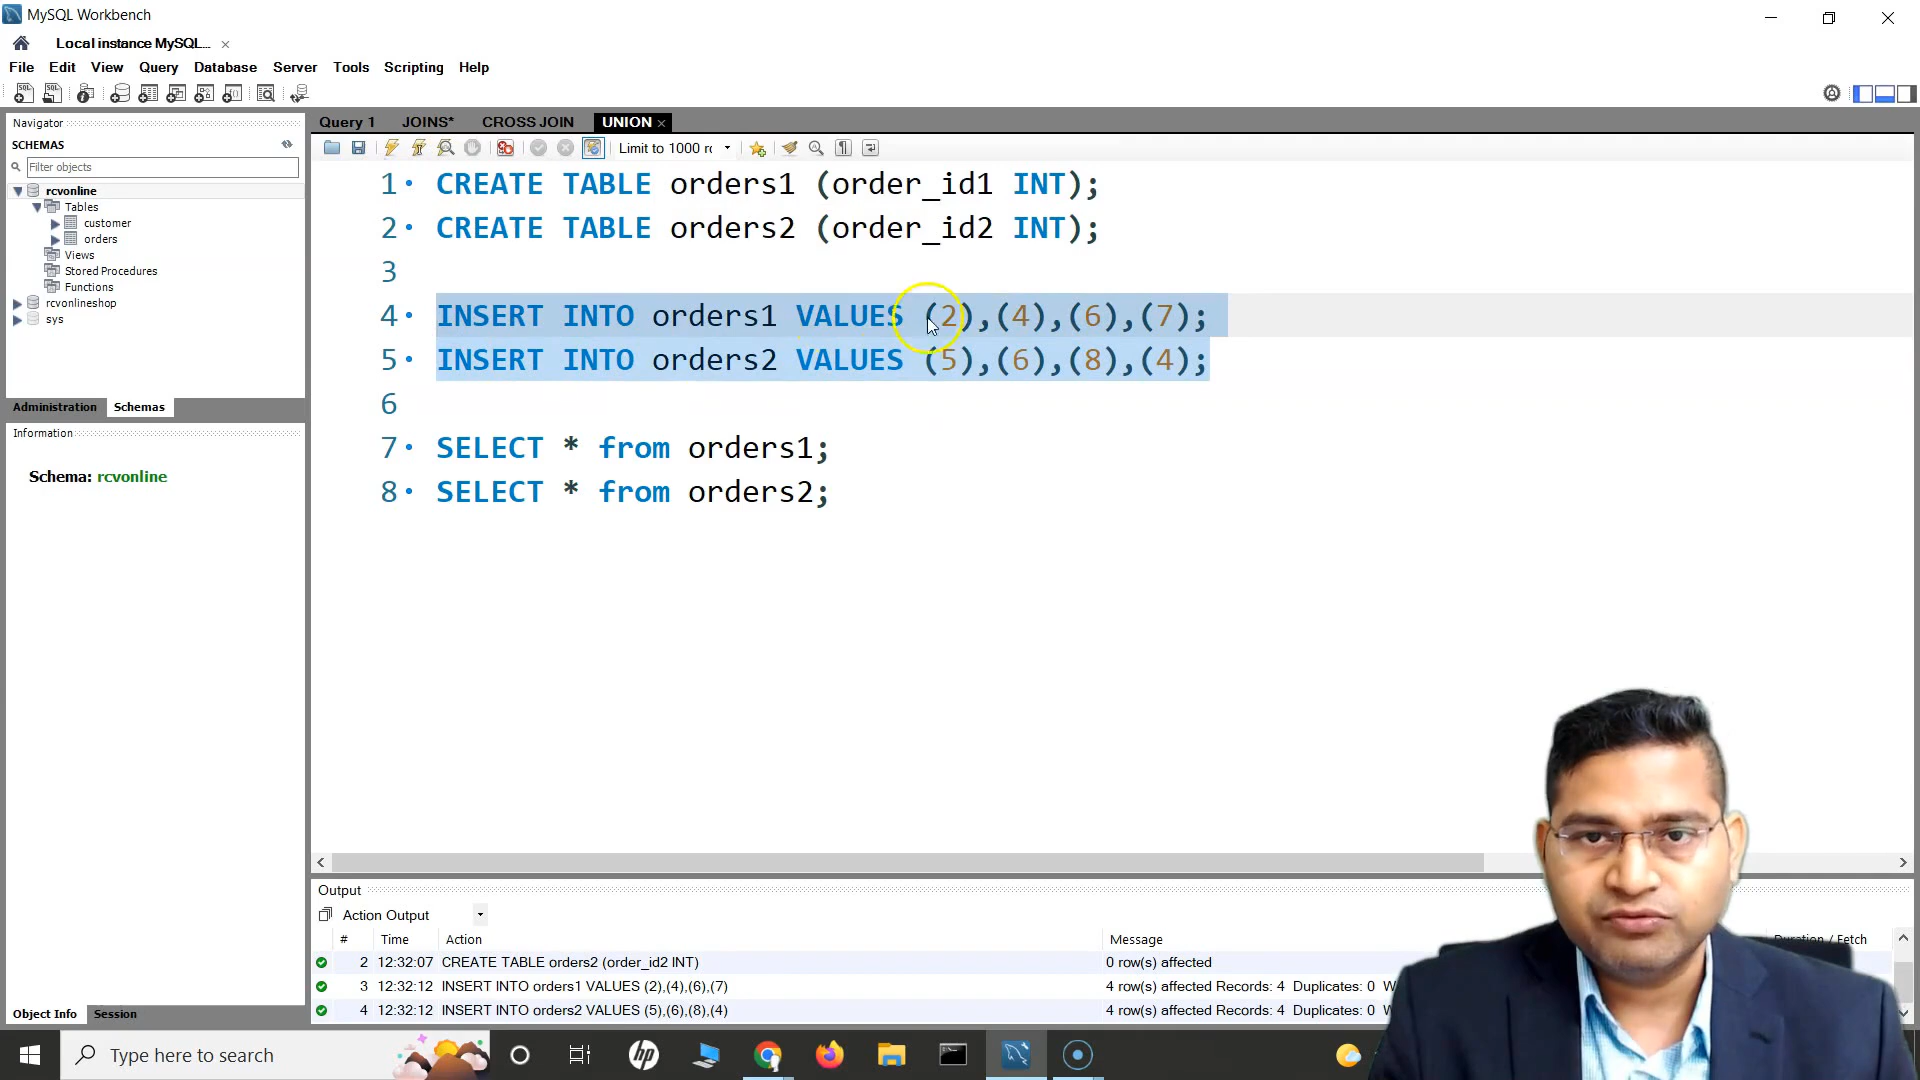 MySQL Workbench
Local instance MySQL... ×
File Edit View Query Database Server Tools Scripting Help
Navigator
SCHEMAS
Filter objects
rcvonline
Tables
customer
orders
Views
Stored Procedures
Functions
rcvonlineshop
sys
Administration Schemas
Information
Schema: rcvonline
Object Info Session
Query 1 JOINS* CROSS JOIN UNION ×
Limit to 1000 rc
1 CREATE TABLE orders1 (order_id1 INT);
2 CREATE TABLE orders2 (order_id2 INT);
3
4 INSERT INTO orders1 VALUES (2),(4),(6),(7);
5 INSERT INTO orders2 VALUES (5),(6),(8),(4);
6
7 SELECT * from orders1;
8 SELECT * from orders2;
Output
Action Output
# Time Action Message Duration / Fetch
2 12:32:07 CREATE TABLE orders2 (order_id2 INT) 0 row(s) affected
3 12:32:12 INSERT INTO orders1 VALUES (2),(4),(6),(7) 4 row(s) affected Records: 4 Duplicates: 0 W
4 12:32:12 INSERT INTO orders2 VALUES (5),(6),(8),(4) 4 row(s) affected Records: 4 Duplicates: 0 W
Type here to search